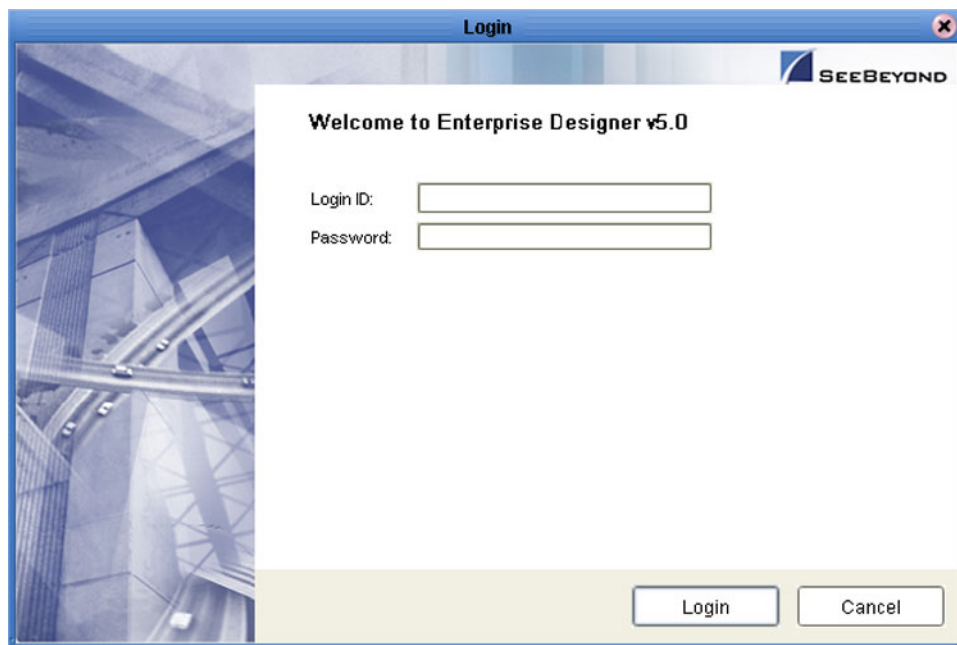 Login
SEEBEYOND
Welcome to Enterprise Designer v5.0
Login ID:
Password:
Login
Cancel